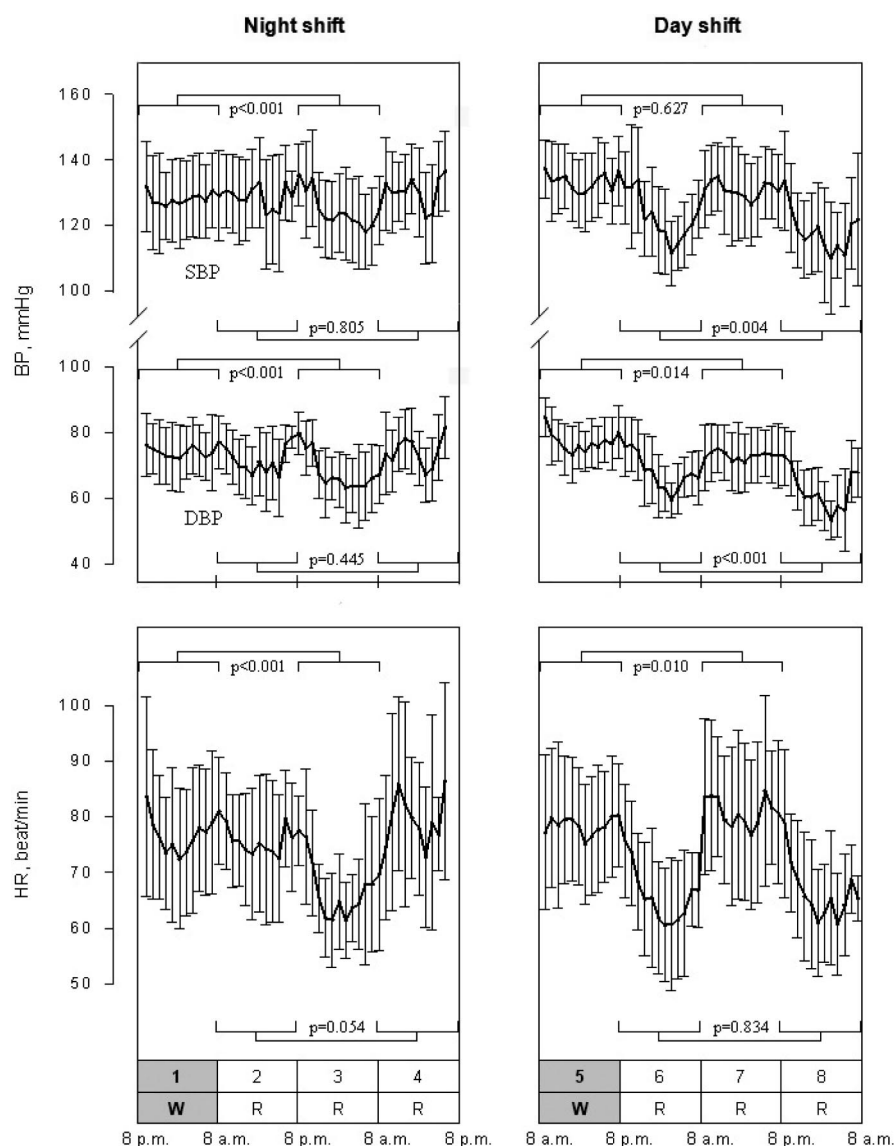 Night shift Day shift
160
p<0.001 p=0.627
140
120
SBP
100
BP, mmHg
p=0.805 p=0.004
100
p<0.001 p=0.014
80
60
DBP
p=0.445 p<0.001
40
p<0.001 p=0.010
100
90
80
HR, beat/min
70
60
50
p=0.054 p=0.834
1 2 3 4 5 6 7 8
W R R R W R R R
8 p.m. 8 a.m. 8 p.m. 8 a.m. 8 p.m. 8 a.m. 8 p.m. 8 a.m. 8 p.m. 8 a.m.